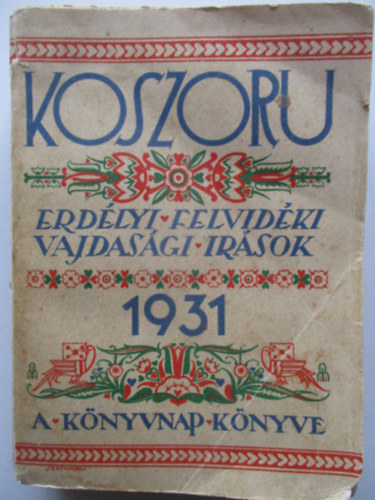 KOSZORU
ERDÉLYI · FELVIDÉKI
VAJDASÁGI · IRÁSOK
1931
A · KÖNYVNAP · KÖNYVE